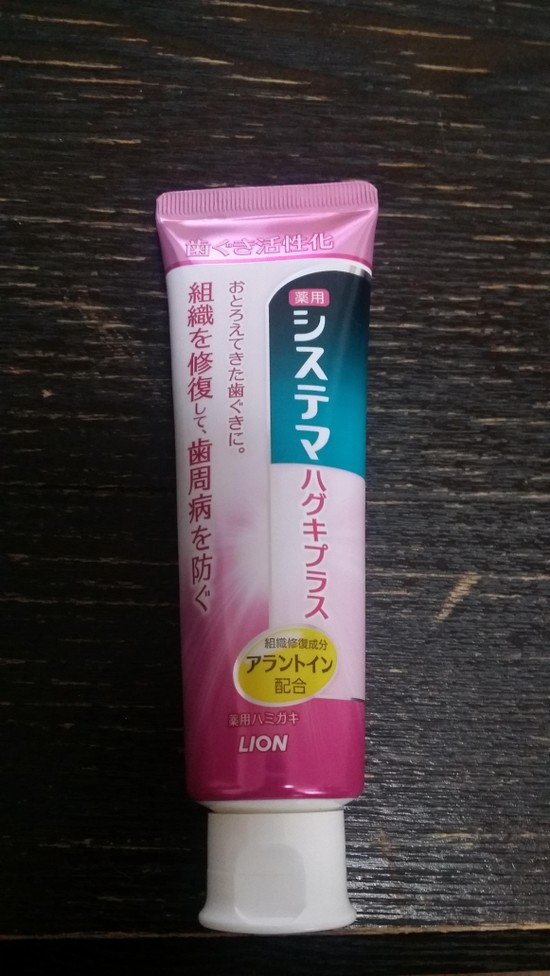 歯ぐき活性化
薬用
システマ
ハグキプラス
おとろえてきた歯ぐきに。
組織を修復して、歯周病を防ぐ
組織修復成分
アラントイン
配合
薬用ハミガキ
LION